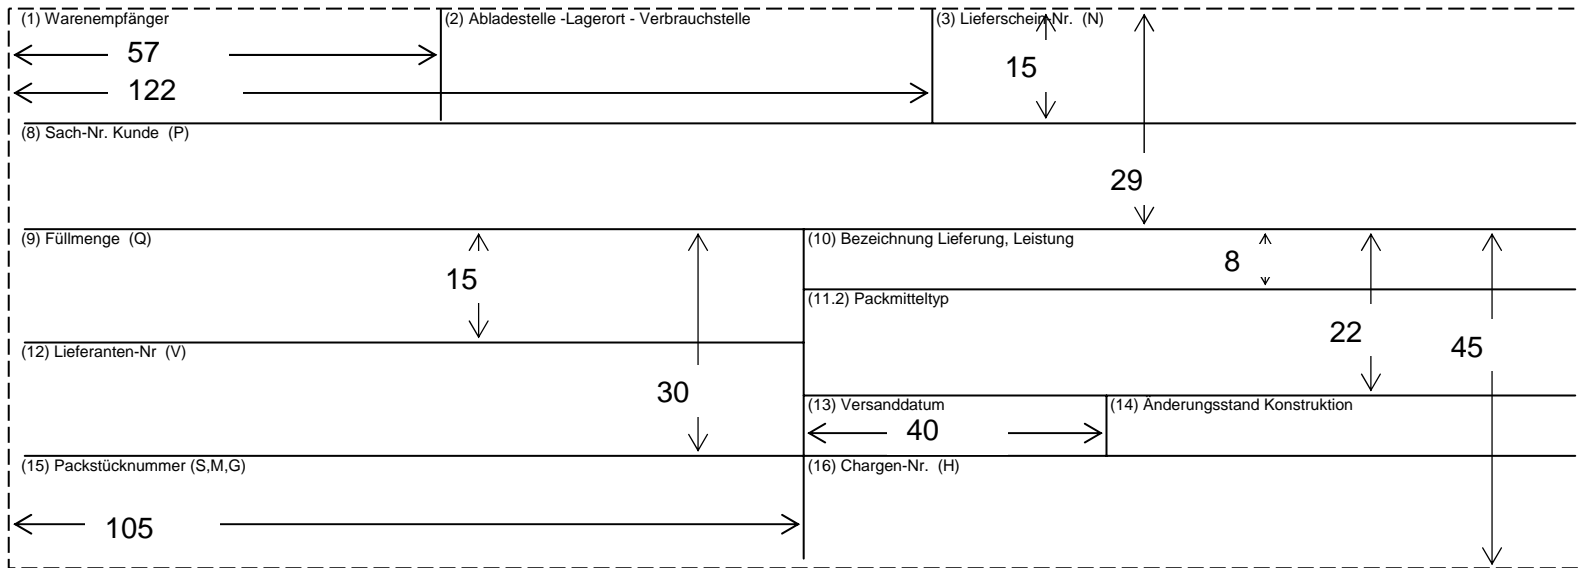 (1) Warenempfänger
(2) Abladestelle -Lagerort - Verbrauchstelle
(3) Lieferschein-Nr. (N)
57
15
122
(8) Sach-Nr. Kunde (P)
29
(9) Füllmenge (Q)
(10) Bezeichnung Lieferung, Leistung
15
8
(11.2) Packmitteltyp
22
45
(12) Lieferanten-Nr (V)
30
(13) Versanddatum
(14) Änderungsstand Konstruktion
40
(15) Packstücknummer (S,M,G)
(16) Chargen-Nr. (H)
105